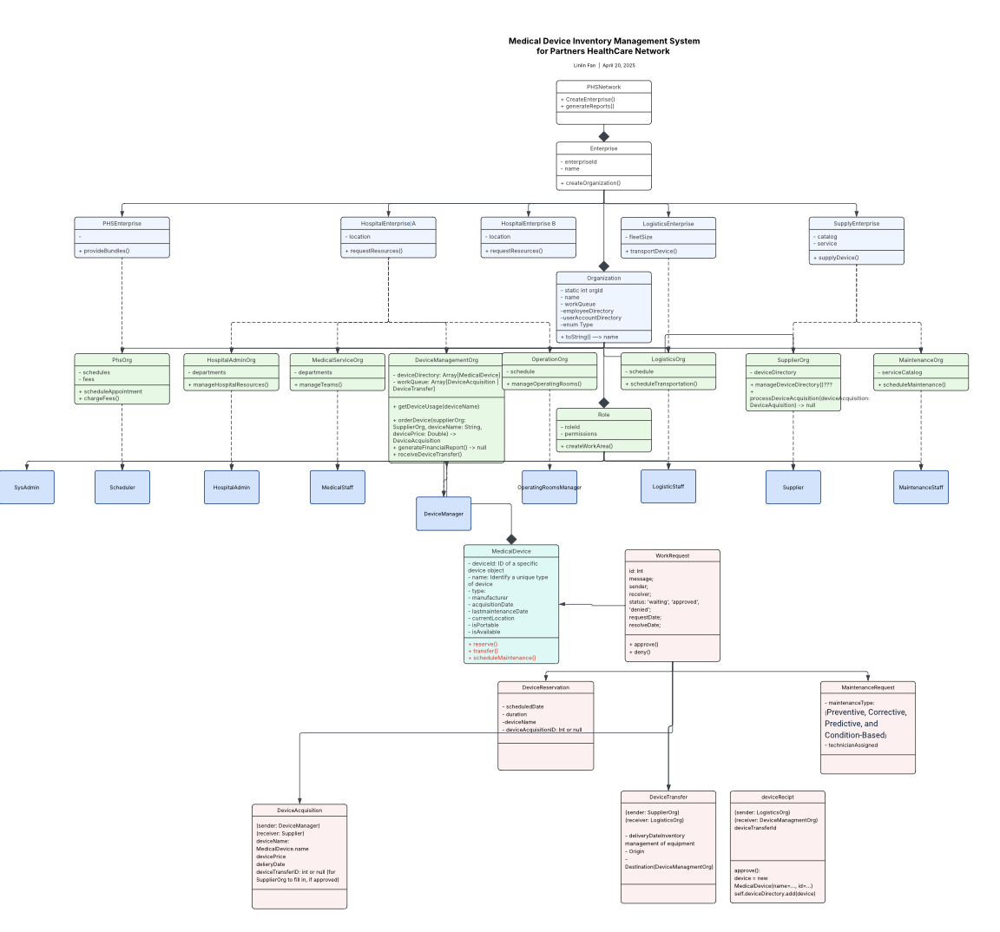 Medical Device Inventory Management System
for Partners HealthCare Network
Linlin Fan | April 20, 2025
PHSNetwork
+ CreateEnterprise()
+ generateReports()
Enterprise
- enterpriseId
- name
+ createOrganization()
PHSEnterprise
-
+ provideBundles()
HospitalEnterprise A
- location
+ requestResources()
HospitalEnterprise B
- location
+ requestResources()
LogisticsEnterprise
- fleetSize
+ transportDevice()
SupplyEnterprise
- catalog
- service
+ supplyDevice()
Organization
- static int orgId
- name
- workQueue
-employeeDirectory
-userAccountDirectory
-enum Type
+ toString() —> name
PhsOrg
- schedules
- fees
+ scheduleAppointment
+ chargeFees()
HospitalAdminOrg
- departments
+ manageHospitalResources()
MedicalServiceOrg
- departments
+ manageTeams()
DeviceManagementOrg
- deviceDirectory: Array[MedicalDevice]
- workQueue: Array[DeviceAcquisition |
DeviceTransfer]
+ getDeviceUsage(deviceName)
+ orderDevice(supplierOrg:
SupplierOrg, deviceName: String,
devicePrice: Double) ->
DeviceAcquisition
+ generateFinancialReport() -> null
+ receiveDeviceTransfer()
OperationOrg
- schedule
+ manageOperatingRooms()
LogisticsOrg
- schedule
+ scheduleTransportation()
SupplierOrg
- deviceDirectory
+ manageDeviceDirectory()???
+
processDeviceAcquisition(deviceAcquisition:
DeviceAquisition) -> null
MaintenanceOrg
- serviceCatalog
+ scheduleMaintenance()
Role
- roleId
- permissions
+ createWorkArea()
SysAdmin
Scheduler
HospitalAdmin
MedicalStaff
DeviceManager
OperatingRoomsManager
LogisticStaff
Supplier
MaintenanceStaff
MedicalDevice
- deviceId: ID of a specific
device object
- name: Identify a unique type
of device
- type:
- manufacturer
- acquisitionDate
- lastmaintenanceDate
- currentLocation
- isPortable
- isAvailable
+ reserve()
+ transfer()
+ scheduleMaintenance()
WorkRequest
id: Int
message;
sender;
receiver;
status: 'waiting', 'approved',
'denied';
requestDate;
resolveDate;
+ approve()
+ deny()
DeviceReservation
- scheduledDate
- duration
-deviceName
- deviceAcquisitionID: Int or null
MaintenanceRequest
- maintenanceType:
(Preventive, Corrective,
Predictive, and
Condition-Based)
- technicianAssigned
DeviceAcquisition
(sender: DeviceManager)
(receiver: Supplier)
deviceName:
MedicalDevice.name
devicePrice
delieryDate
deviceTransferID: int or null (for
SupplierOrg to fill in, if approved)
DeviceTransfer
(sender: SupplierOrg)
(receiver: LogisticsOrg)
- deliveryDateInventory
management of equipment
- Origin
-
Destination(DeviceManagmentOrg)
deviceRecipt
(sender: LogisticsOrg)
(receiver: DeviceManagmentOrg)
deviceTransferId
approve():
device = new
MedicalDevice(name=..., id=...)
self.deviceDirectory.add(device)